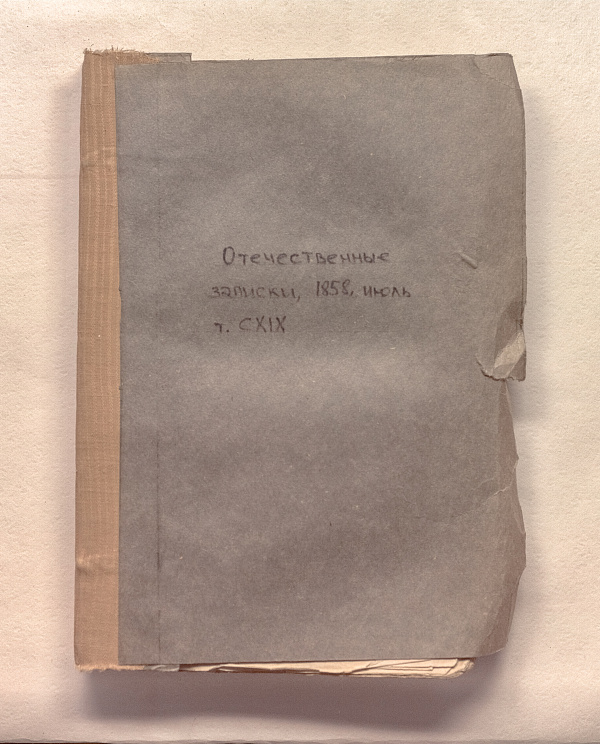 Отечественные
записки, 1858, июль
т. CXIX